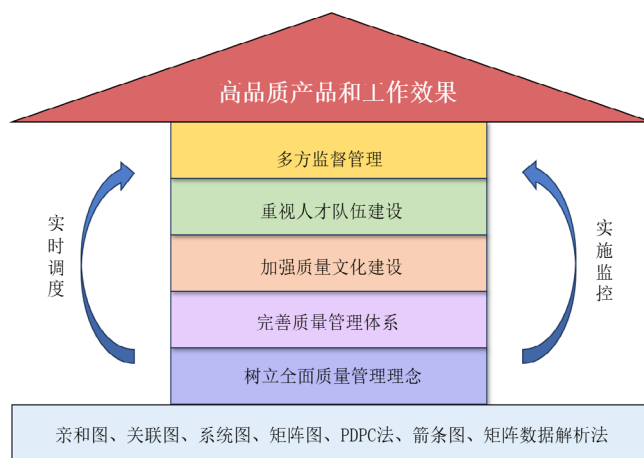 高品质产品和工作效果
多方监督管理
重视人才队伍建设
加强质量文化建设
完善质量管理体系
树立全面质量管理理念
实时调度
实施监控
亲和图、关联图、系统图、矩阵图、PDPC法、箭条图、矩阵数据解析法